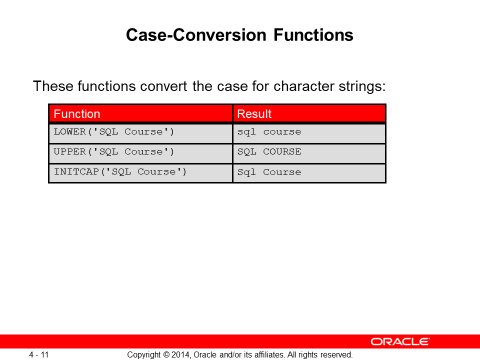 Case-Conversion Functions
These functions convert the case for character strings:
Function Result
LOWER('SQL Course') sql course
UPPER('SQL Course') SQL COURSE
INITCAP('SQL Course') Sql Course
ORACLE
4 - 11 Copyright © 2014, Oracle and/or its affiliates. All rights reserved.